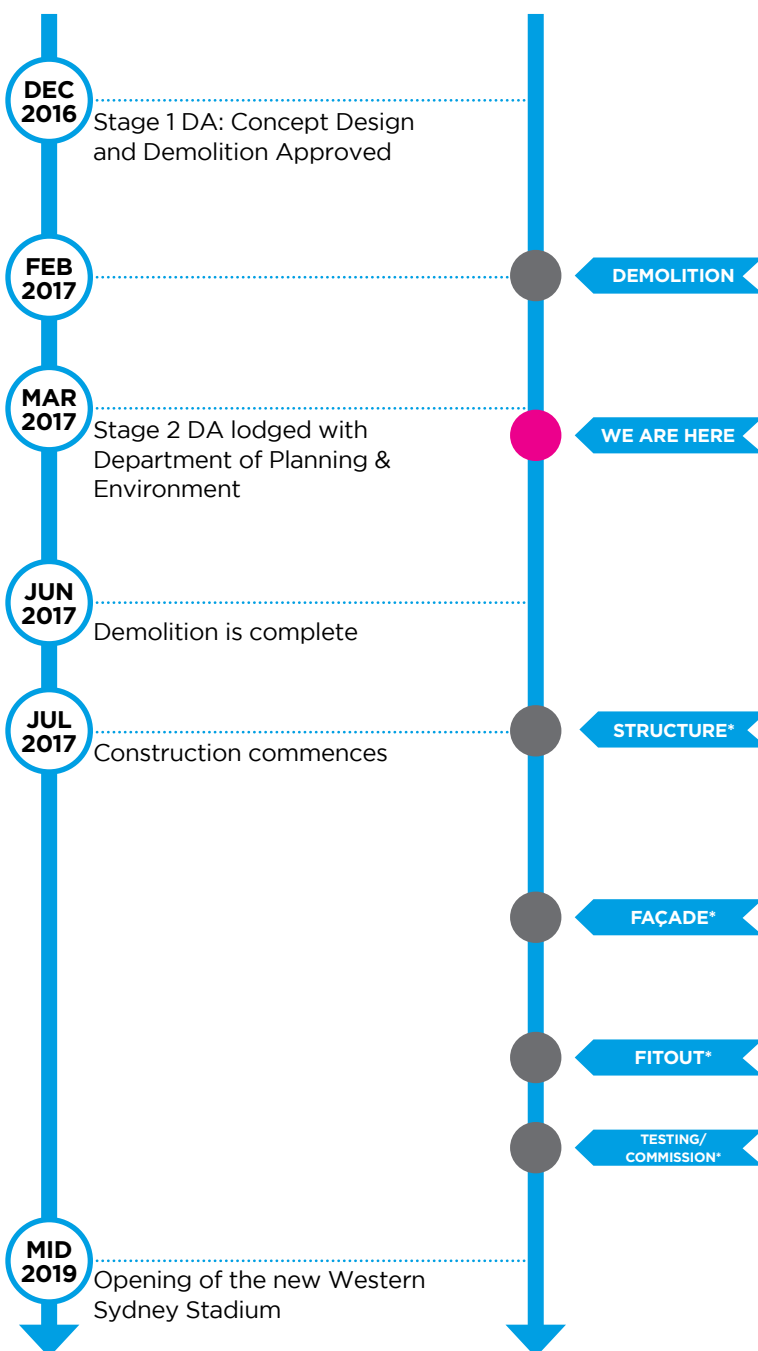 DEC
2016
Stage 1 DA: Concept Design
and Demolition Approved
FEB
2017
DEMOLITION
MAR
2017
Stage 2 DA lodged with
Department of Planning &
Environment
WE ARE HERE
JUN
2017
Demolition is complete
JUL
2017
Construction commences
STRUCTURE*
FAÇADE*
FITOUT*
TESTING/
COMMISSION*
MID
2019
Opening of the new Western
Sydney Stadium